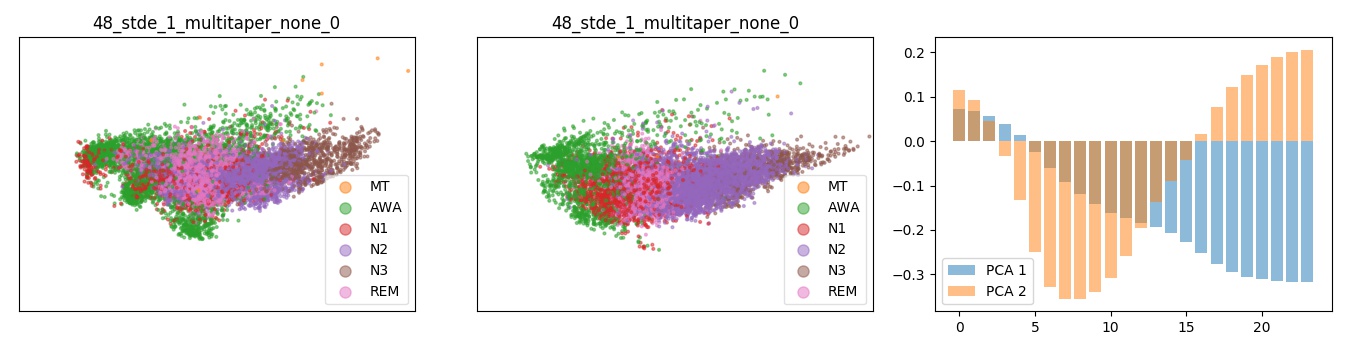 48_stde_1_multitaper_none_0
MT
AWA
N1
N2
N3
REM
48_stde_1_multitaper_none_0
MT
AWA
N1
N2
N3
REM
0.2
0.1
0.0
−0.1
−0.2
−0.3
PCA 1
PCA 2
0
5
10
15
20